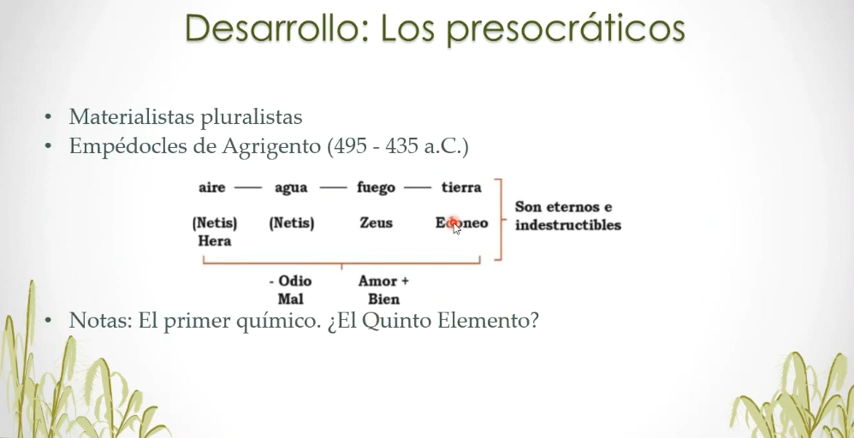 Desarrollo: Los presocráticos
• Materialistas pluralistas
• Empédocles de Agrigento (495 - 435 a.C.)
aire — agua — fuego — tierra
(Netis) (Netis) Zeus
Hera
Son eternos e
indestructibles
- Odio Amor +
Mal Bien
• Notas: El primer químico. ¿El Quinto Elemento?